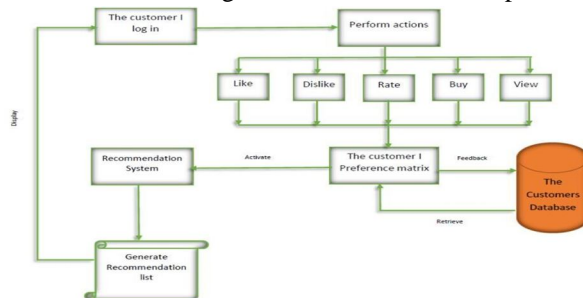 The customer I
log in
Perform actions
Like
Dislike
Rate
Buy
View
Display
Recommendation
System
Activate
The customer I
Preference matrix
Feedback
Retrieve
The
Customers
Database
Generate
Recommendation
list